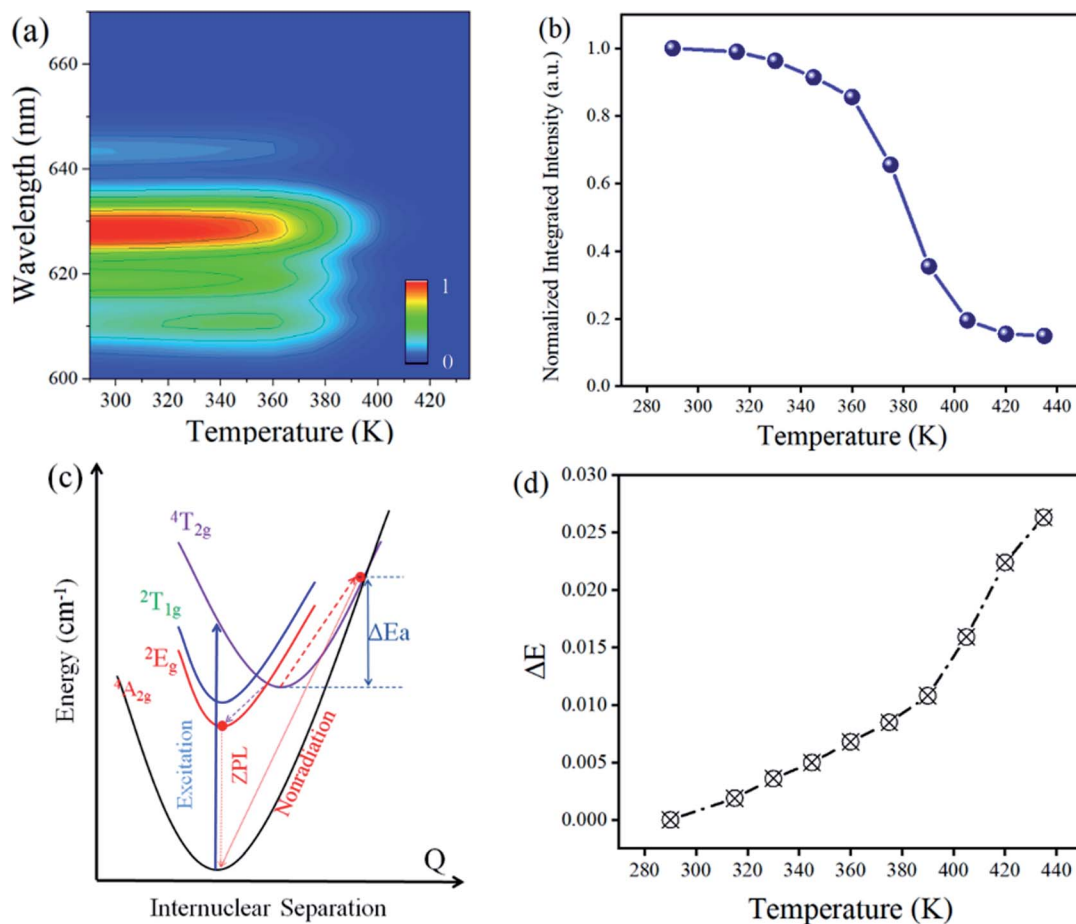 (a)
Wavelength (nm)
660
640
620
600
1
0
300 320 340 360 380 400 420
Temperature (K)
(b)
Normalized Integrated Intensity (a.u.)
1.0
0.8
0.6
0.4
0.2
0.0
280 300 320 340 360 380 400 420 440
Temperature (K)
(c)
Energy (cm⁻¹)
⁴T₂g
²T₁g
²Eg
⁴A₂g
ΔEa
Excitation
ZPL
Nonradiation
Q
Internuclear Separation
(d)
ΔE
0.030
0.025
0.020
0.015
0.010
0.005
0.000
280 300 320 340 360 380 400 420 440
Temperature (K)